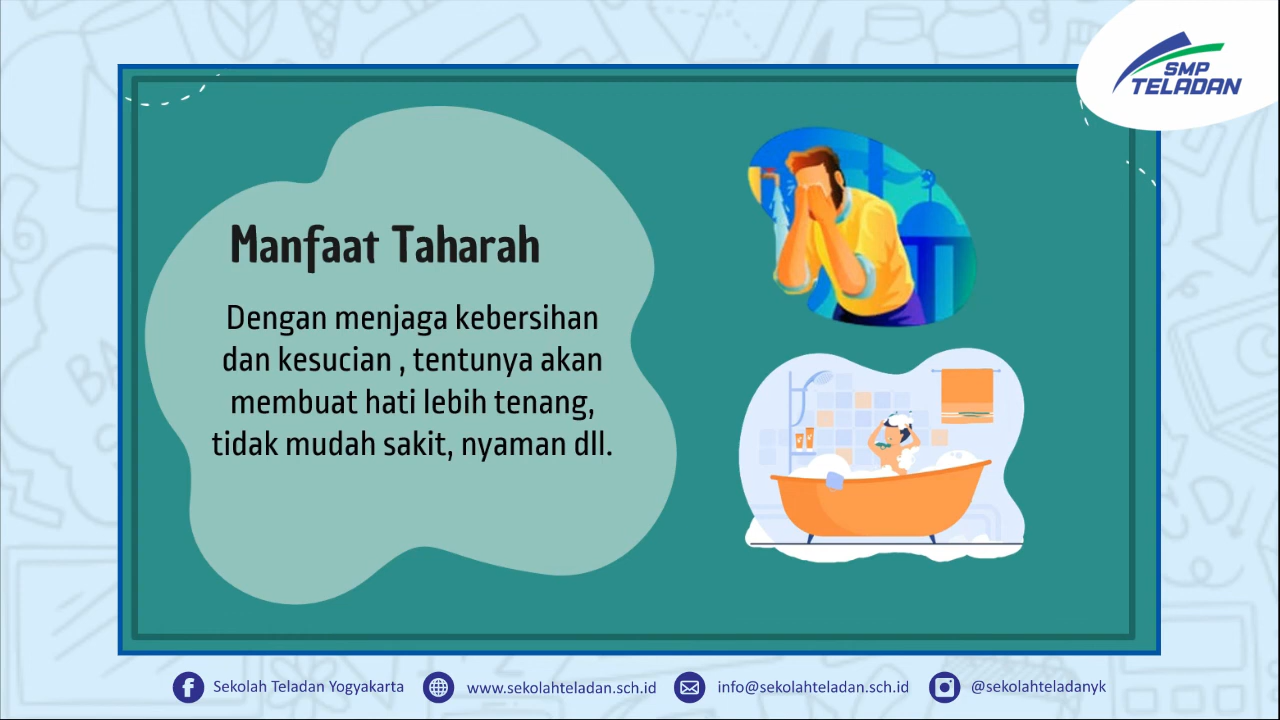 SMP
TELADAN
Manfaat Taharah
Dengan menjaga kebersihan
dan kesucian , tentunya akan
membuat hati lebih tenang,
tidak mudah sakit, nyaman dll.
Sekolah Teladan Yogyakarta
www.sekolahteladan.sch.id
info@sekolahteladan.sch.id
@sekolahteladanyk